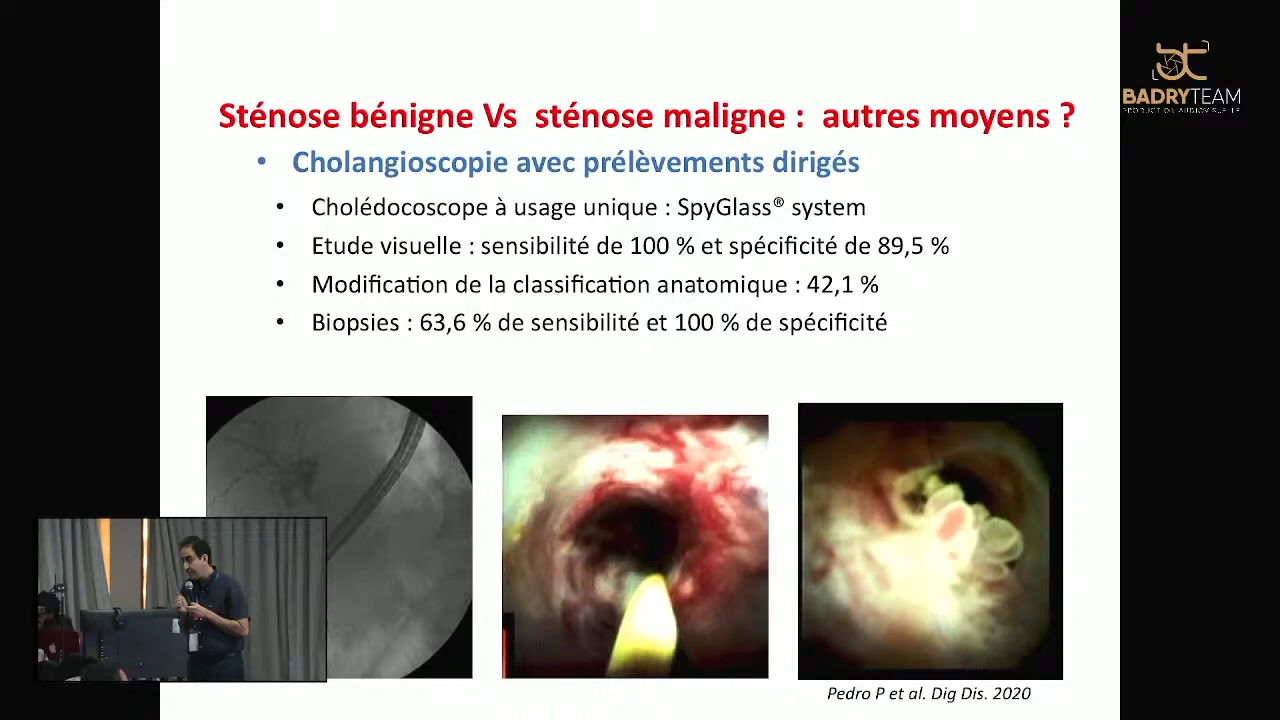 Sténose bénigne Vs sténose maligne : autres moyens ?
• Cholangioscopie avec prélèvements dirigés
• Cholédocoscope à usage unique : SpyGlass® system
• Etude visuelle : sensibilité de 100 % et spécificité de 89,5 %
• Modification de la classification anatomique : 42,1 %
• Biopsies : 63,6 % de sensibilité et 100 % de spécificité
Pedro P et al. Dig Dis. 2020
BADRYTEAM